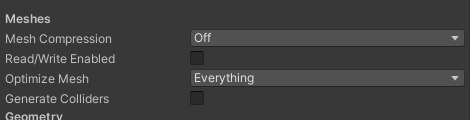 Meshes
Mesh Compression Off
Read/Write Enabled
Optimize Mesh Everything
Generate Colliders
Geometry